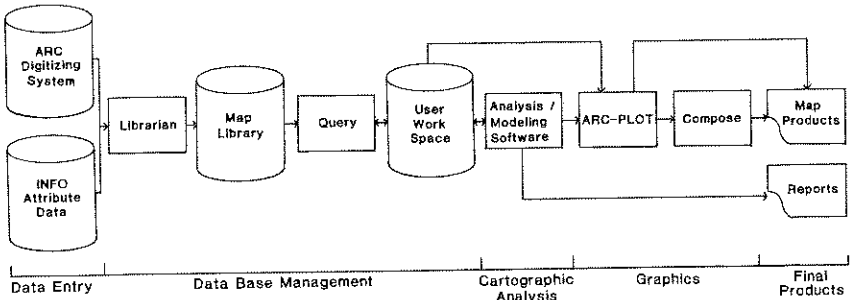 ARC
Digitizing
System
INFO
Attribute
Data
Librarian
Map
Library
Query
User
Work
Space
Analysis /
Modeling
Software
ARC-PLOT
Compose
Map
Products
Reports
Data Entry
Data Base Management
Cartographic
Analysis
Graphics
Final
Products